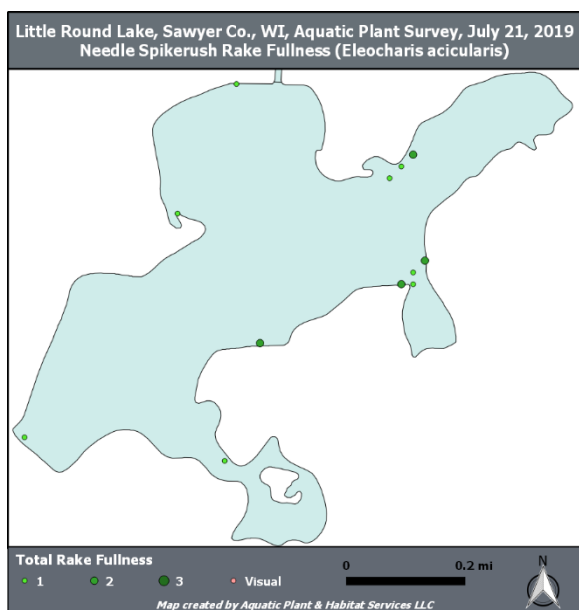 Little Round Lake, Sawyer Co., WI, Aquatic Plant Survey, July 21, 2019
Needle Spikerush Rake Fullness (Eleocharis acicularis)
Total Rake Fullness
1 2 3 Visual
0 0.2 mi
N
Map created by Aquatic Plant & Habitat Services LLC